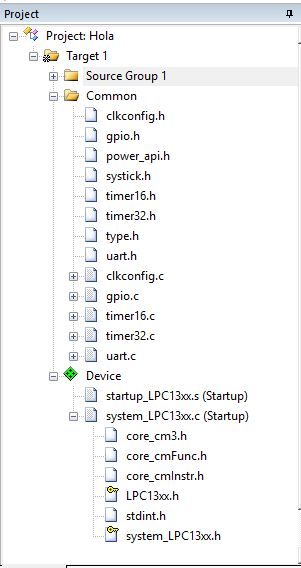 Project
Project: Hola
Target 1
Source Group 1
Common
clkconfig.h
gpio.h
power_api.h
systick.h
timer16.h
timer32.h
type.h
uart.h
clkconfig.c
gpio.c
timer16.c
timer32.c
uart.c
Device
startup_LPC13xx.s (Startup)
system_LPC13xx.c (Startup)
core_cm3.h
core_cmFunc.h
core_cmInstr.h
LPC13xx.h
stdint.h
system_LPC13xx.h